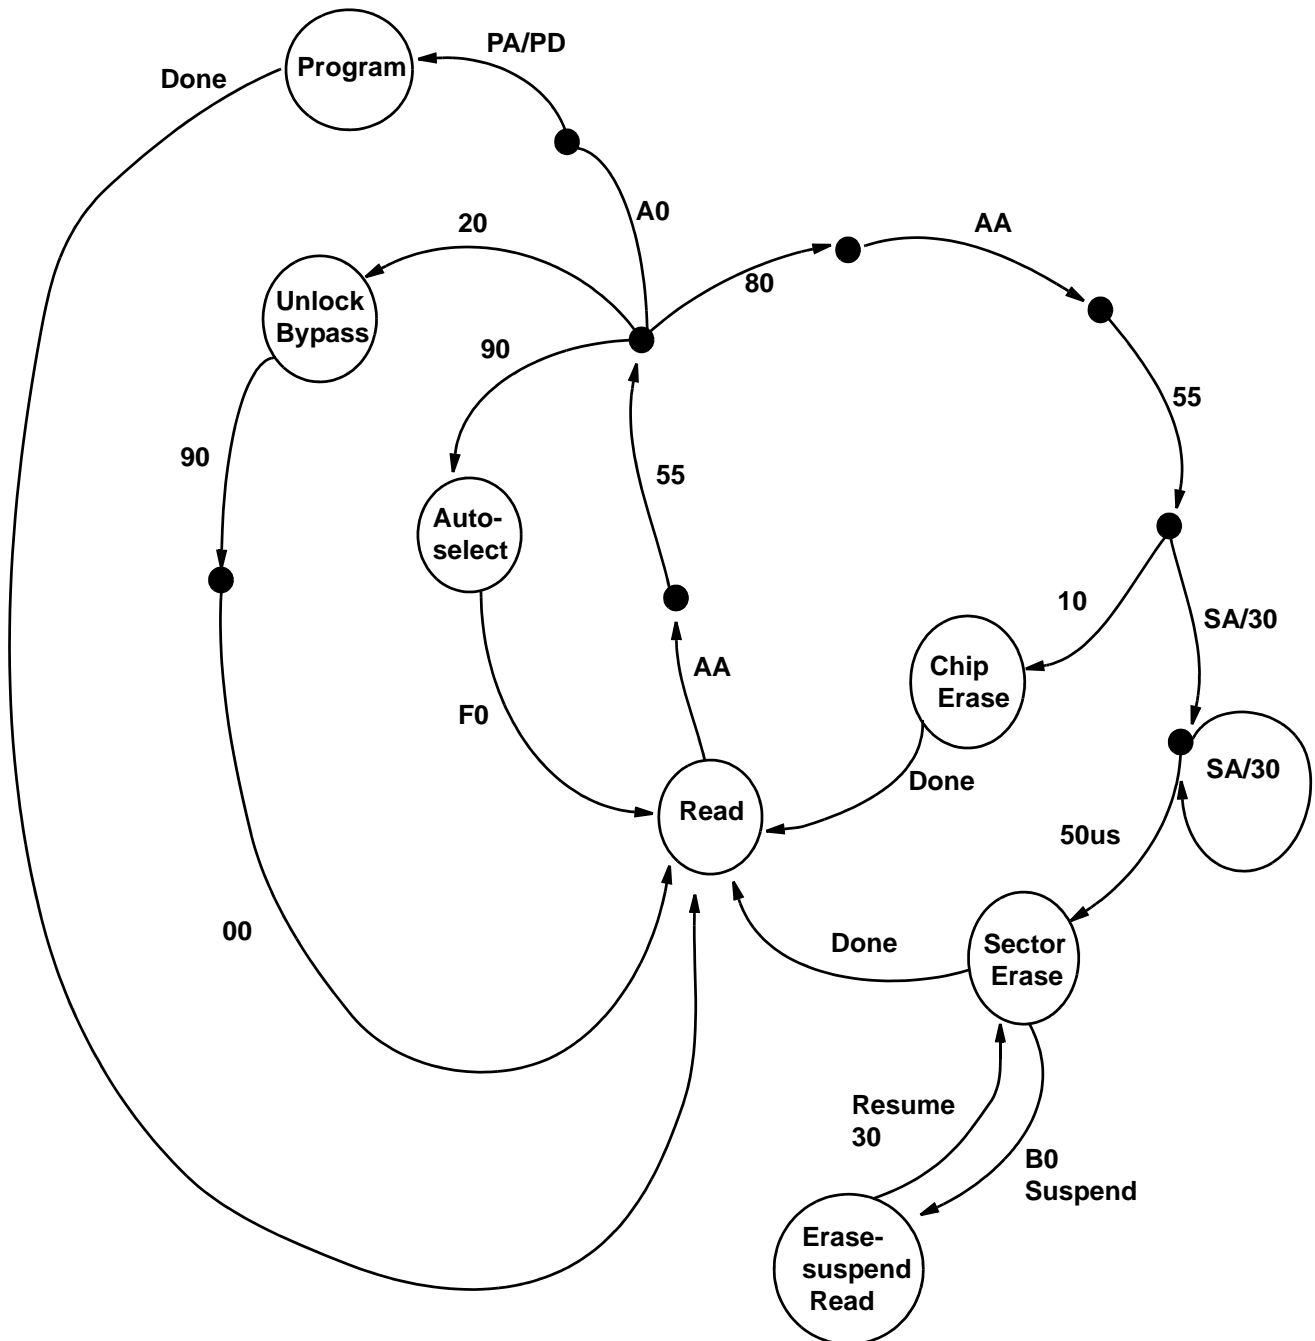 PA/PD
Program
Done
A0
20
AA
80
Unlock
Bypass
90
55
90
55
Auto-
select
10
SA/30
AA
Chip
Erase
F0
Done
SA/30
Read
50us
00
Done
Sector
Erase
Resume
30
B0
Suspend
Erase-
suspend
Read